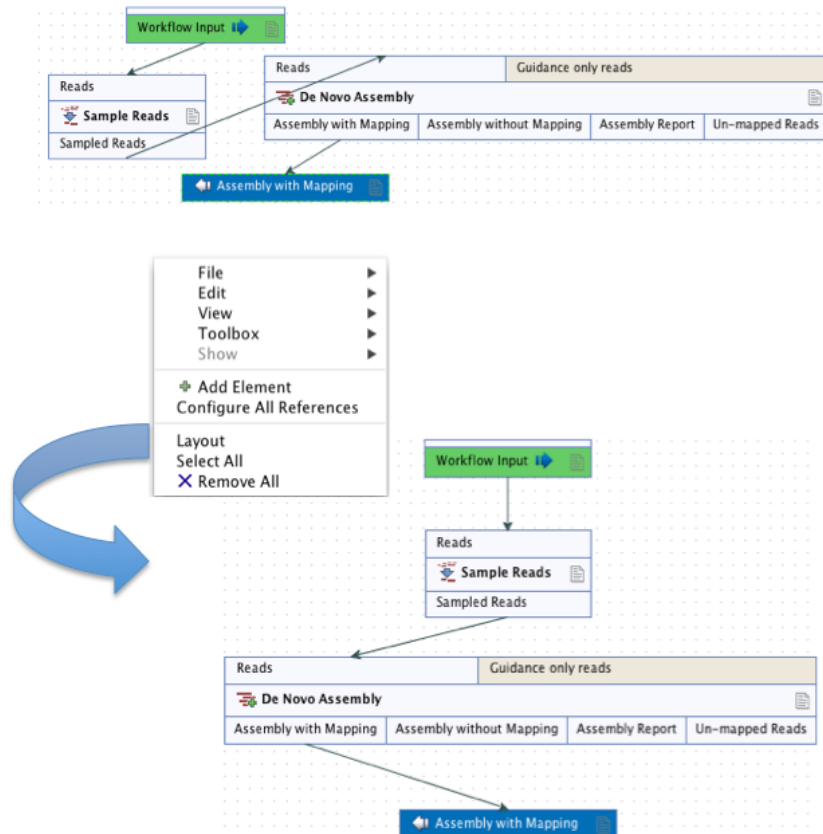 Workflow Input
Reads
Guidance only reads
Reads
De Novo Assembly
Sample Reads
Assembly with Mapping
Assembly without Mapping
Assembly Report
Un-mapped Reads
Sampled Reads
Assembly with Mapping
File
Edit
View
Toolbox
Show
Add Element
Configure All References
Layout
Select All
Remove All
Workflow Input
Reads
Sample Reads
Sampled Reads
Reads
Guidance only reads
De Novo Assembly
Assembly with Mapping
Assembly without Mapping
Assembly Report
Un-mapped Reads
Assembly with Mapping